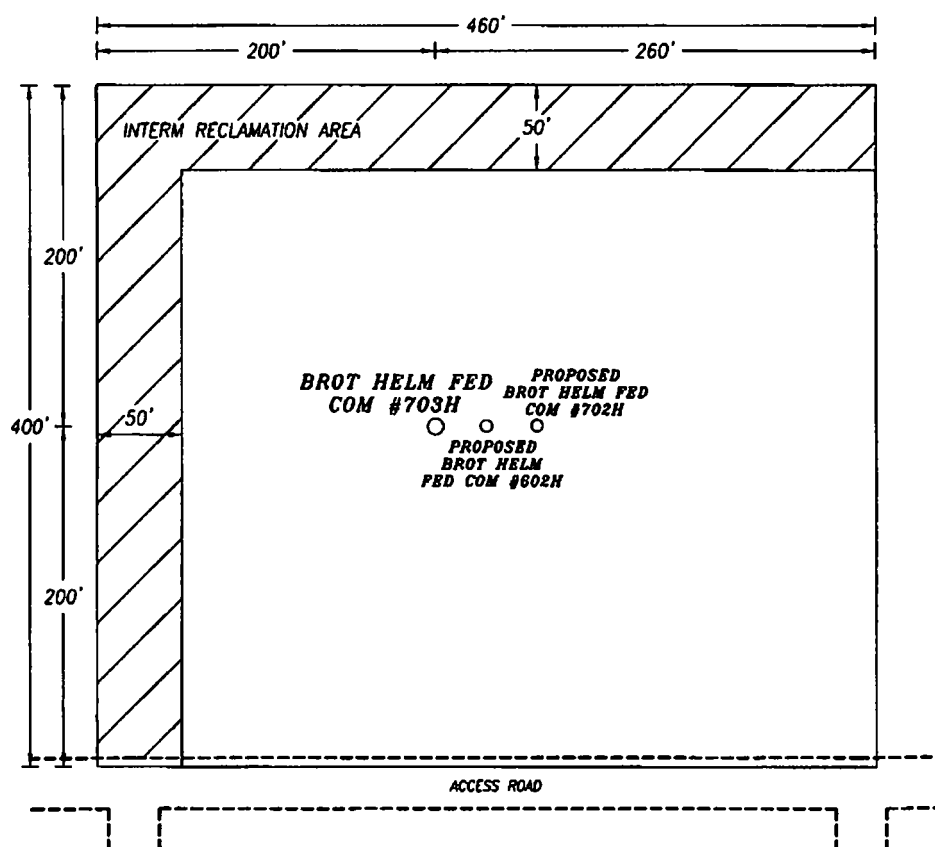 460'
200'
260'
INTERM RECLAMATION AREA
50'
200'
BROT HELM FED
COM #703H
PROPOSED
BROT HELM FED
COM #702H
400'
50'
PROPOSED
BROT HELM
FED COM #602H
200'
ACCESS ROAD